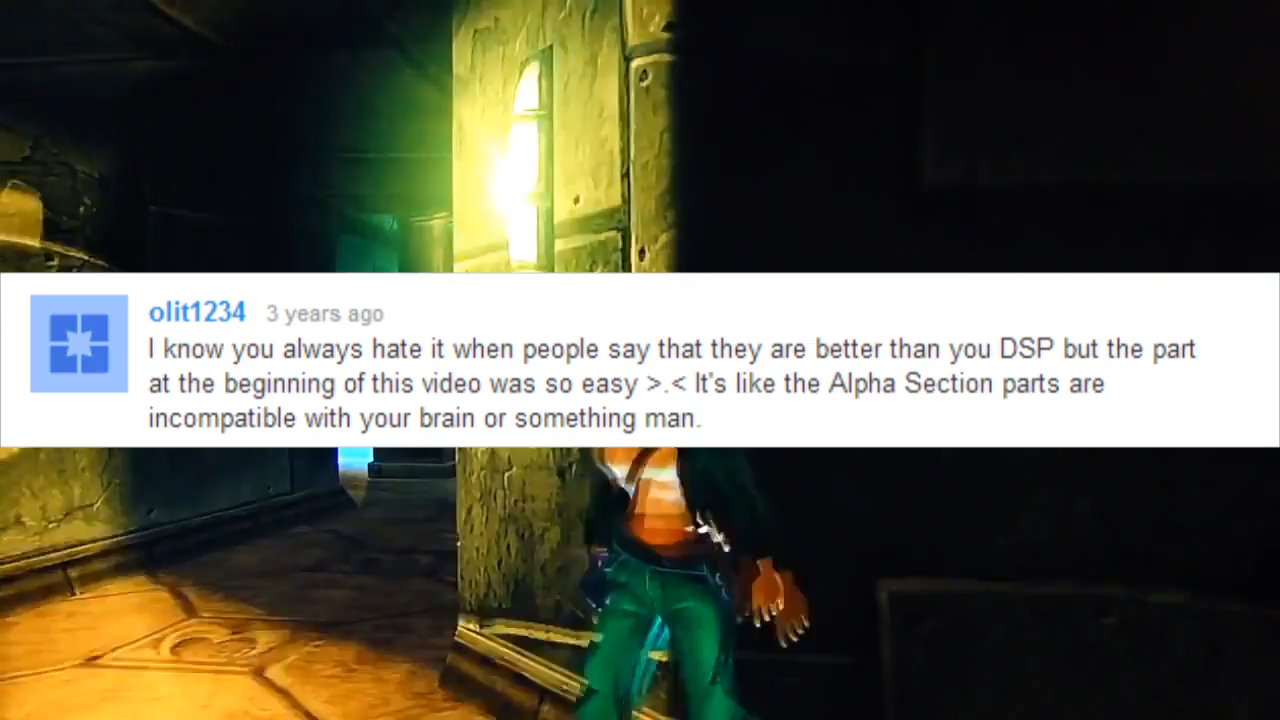 olit1234 3 years ago
I know you always hate it when people say that they are better than you DSP but the part
at the beginning of this video was so easy >.< It's like the Alpha Section parts are
incompatible with your brain or something man.